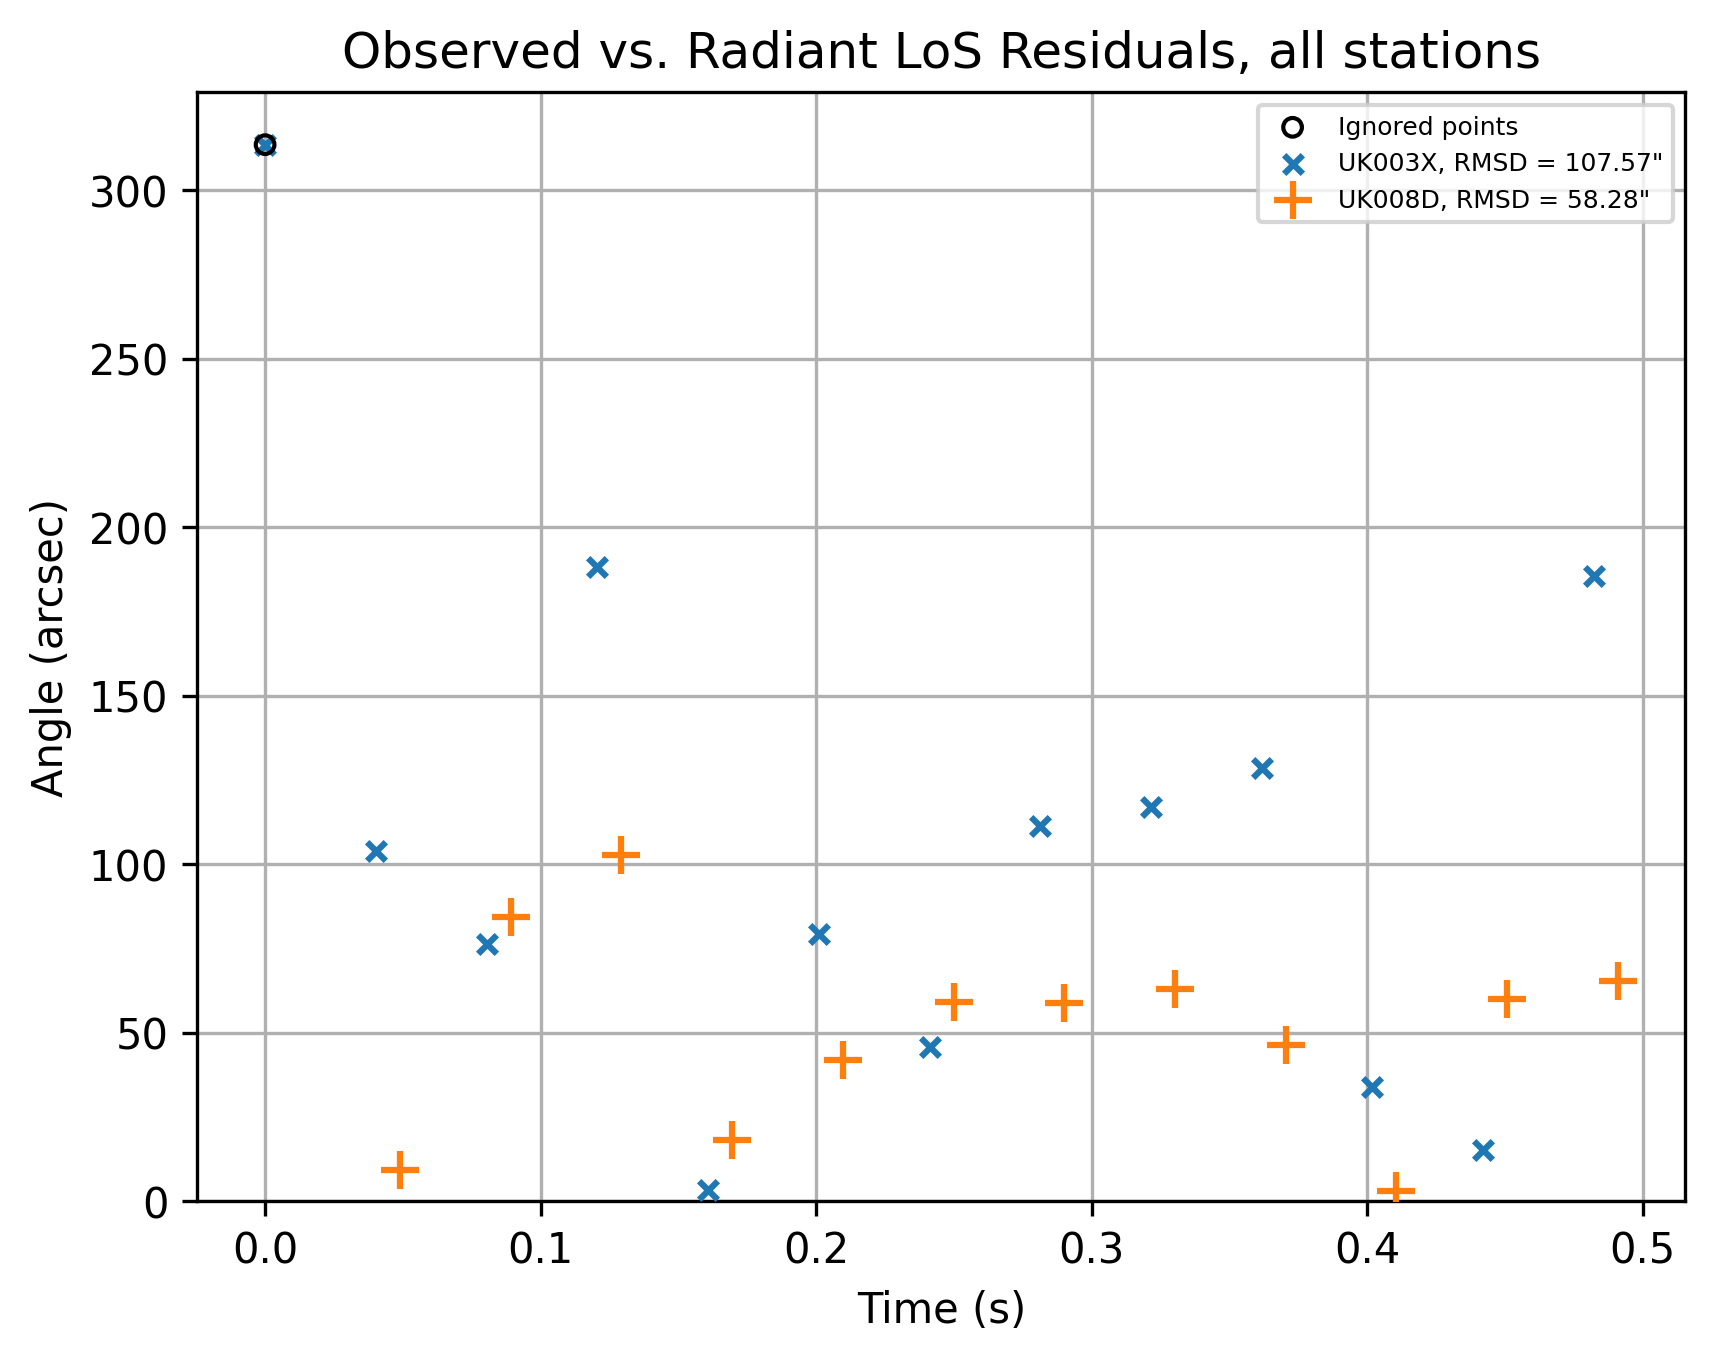 Observed vs. Radiant LoS Residuals, all stations
Ignored points
UK003X, RMSD = 107.57"
UK008D, RMSD = 58.28"
300
250
200
150
100
50
0
Angle (arcsec)
0.0 0.1 0.2 0.3 0.4 0.5
Time (s)